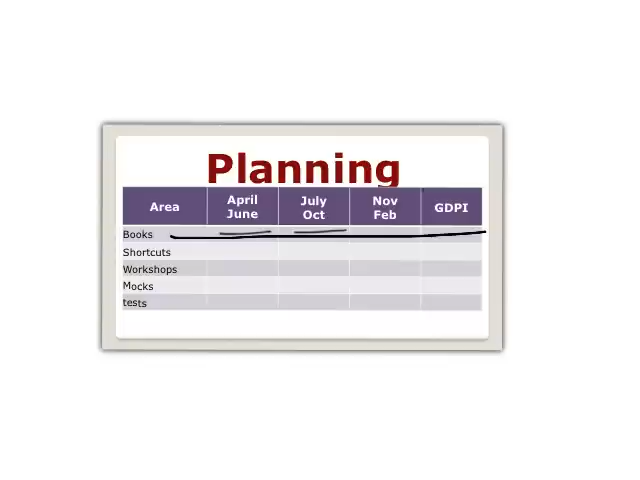 Planning
Area April June July Oct Nov Feb GDPI
Books
Shortcuts
Workshops
Mocks
tests